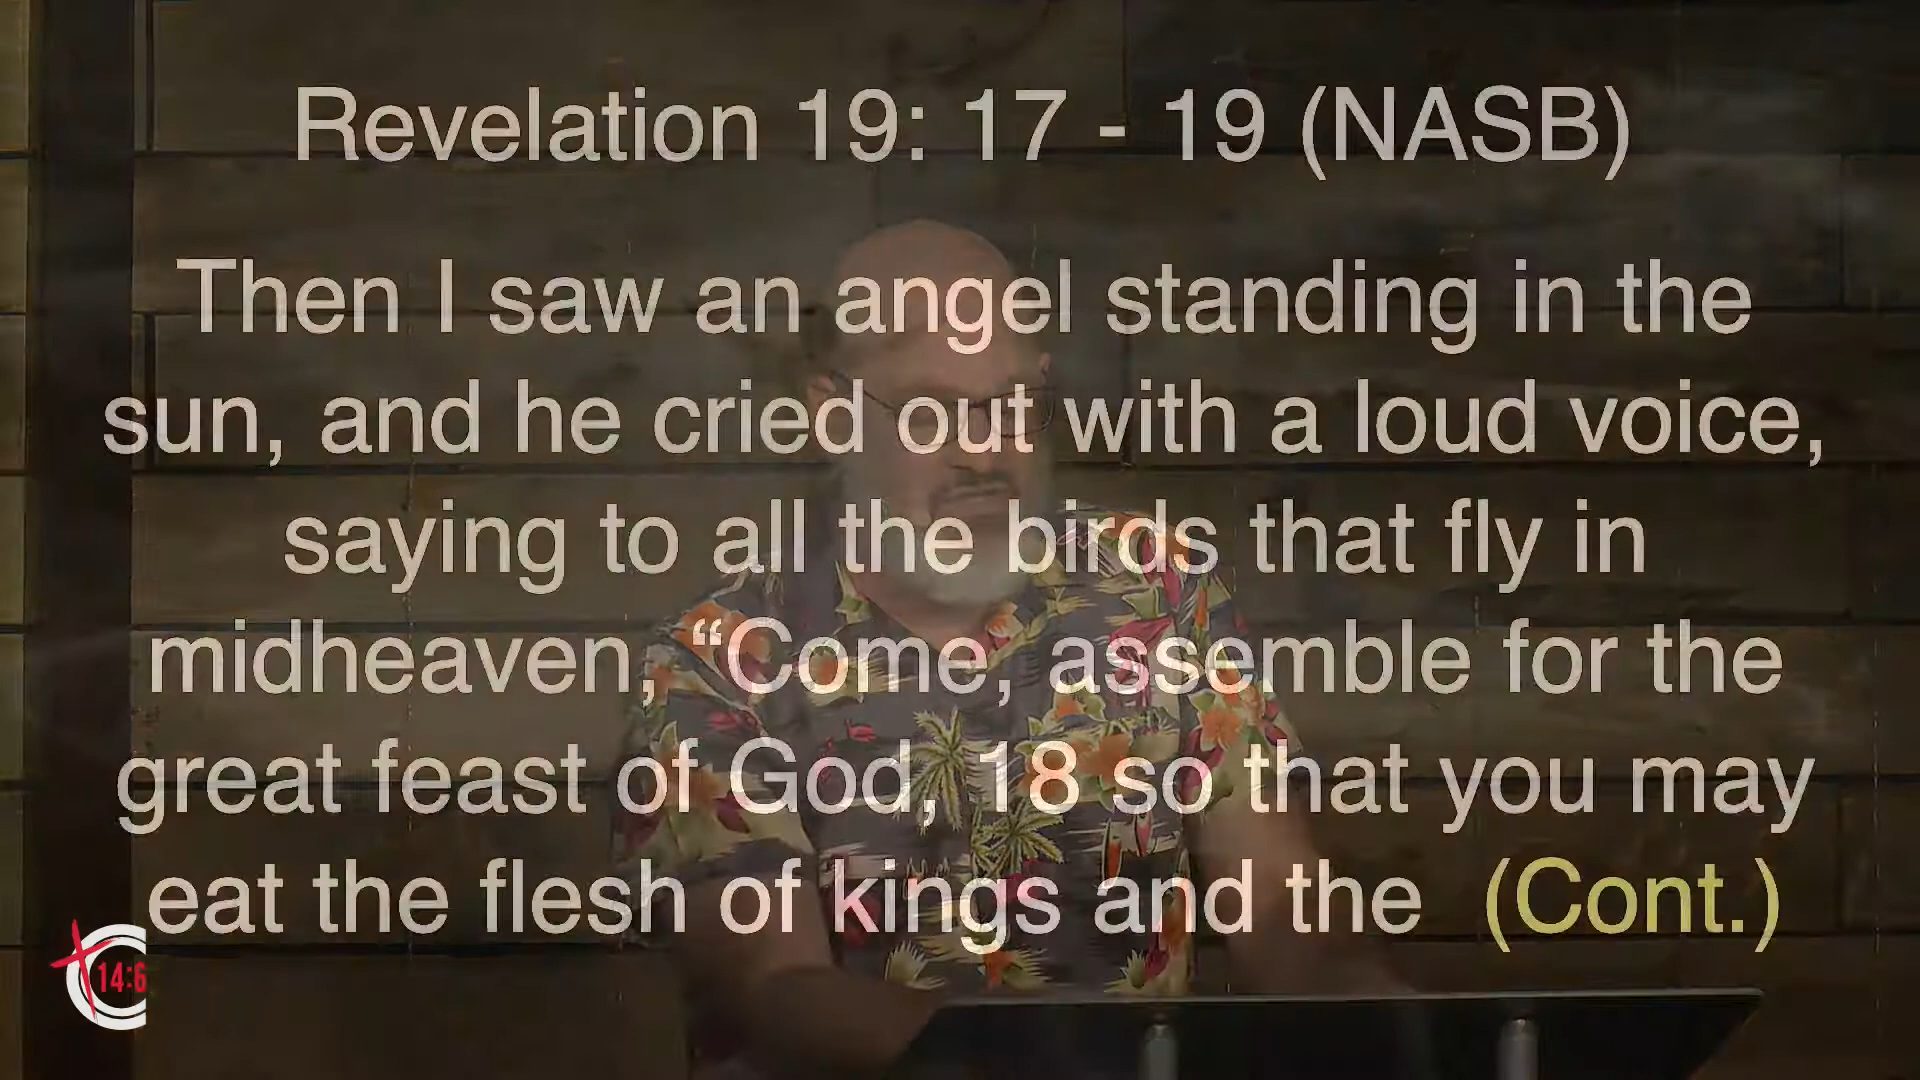 Revelation 19: 17 - 19 (NASB)
Then I saw an angel standing in the
sun, and he cried out with a loud voice,
saying to all the birds that fly in
midheaven, “Come, assemble for the
great feast of God, 18 so that you may
eat the flesh of kings and the (Cont.)
14:6